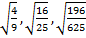 √(4/9), √(16/25), √(196/625)